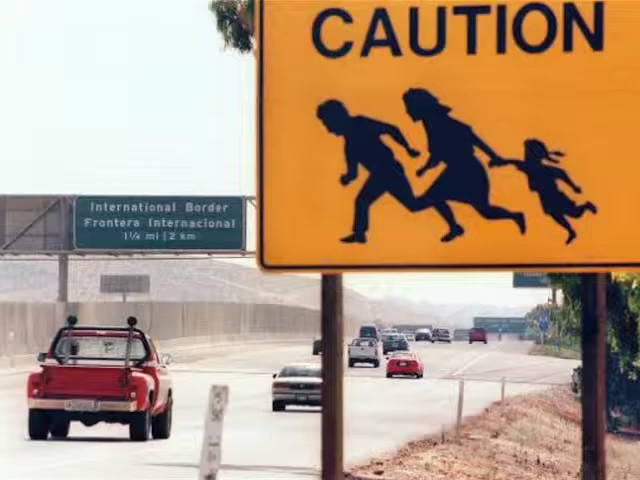 CAUTION
International Border
Frontera Internacional
1¼ mi | 2 km